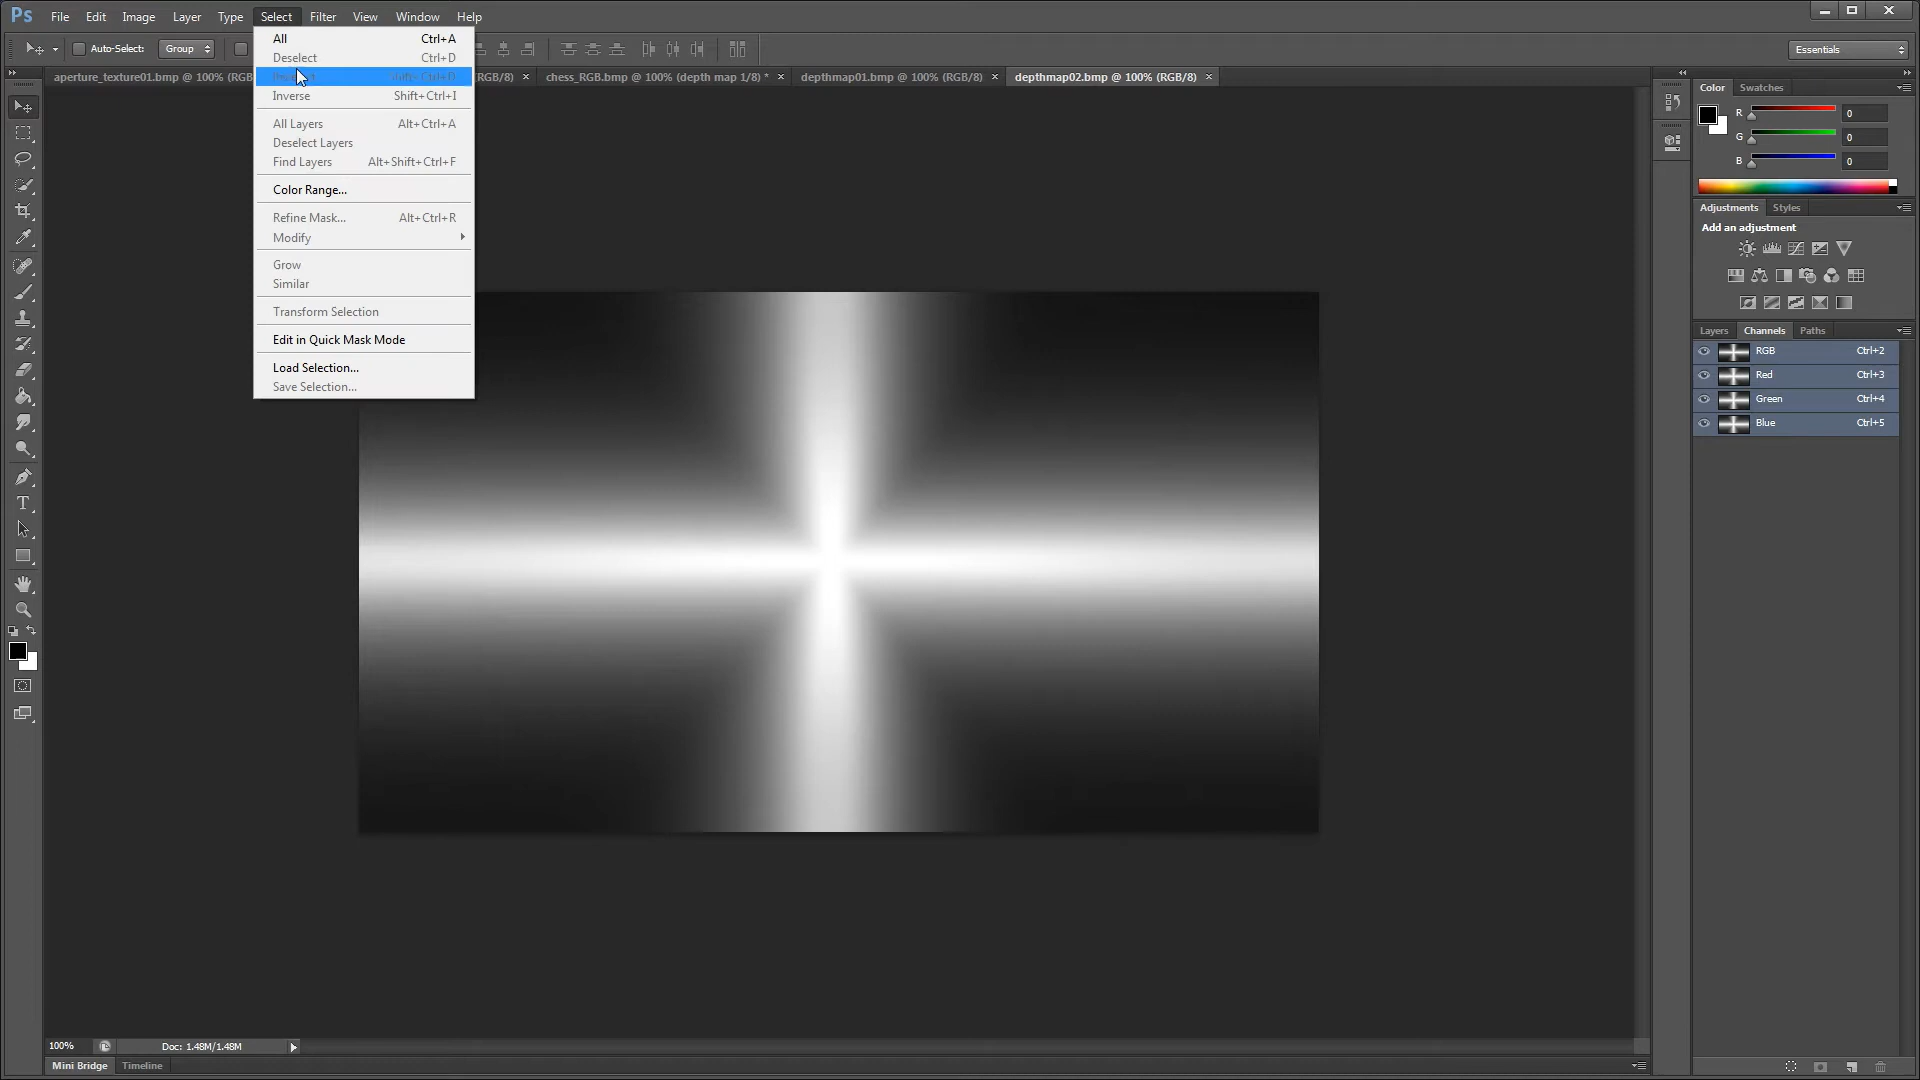 Ps File Edit Image Layer Type Select Filter View Window Help
Auto-Select: Group
Essentials
aperture_texture01.bmp @ 100% (RGB
RGB/8) ×
chess_RGB.bmp @ 100% (depth map 1/8) * ×
depthmap01.bmp @ 100% (RGB/8) ×
depthmap02.bmp @ 100% (RGB/8) ×
All Ctrl+A
Deselect Ctrl+D
Shift+Ctrl+D
Inverse Shift+Ctrl+I
All Layers Alt+Ctrl+A
Deselect Layers
Find Layers Alt+Shift+Ctrl+F
Color Range...
Refine Mask... Alt+Ctrl+R
Modify
Grow
Similar
Transform Selection
Edit in Quick Mask Mode
Load Selection...
Save Selection...
Color Swatches
R 0
G 0
B 0
Adjustments Styles
Add an adjustment
Layers Channels Paths
RGB Ctrl+2
Red Ctrl+3
Green Ctrl+4
Blue Ctrl+5
T
100% Doc: 1.48M/1.48M
Mini Bridge Timeline